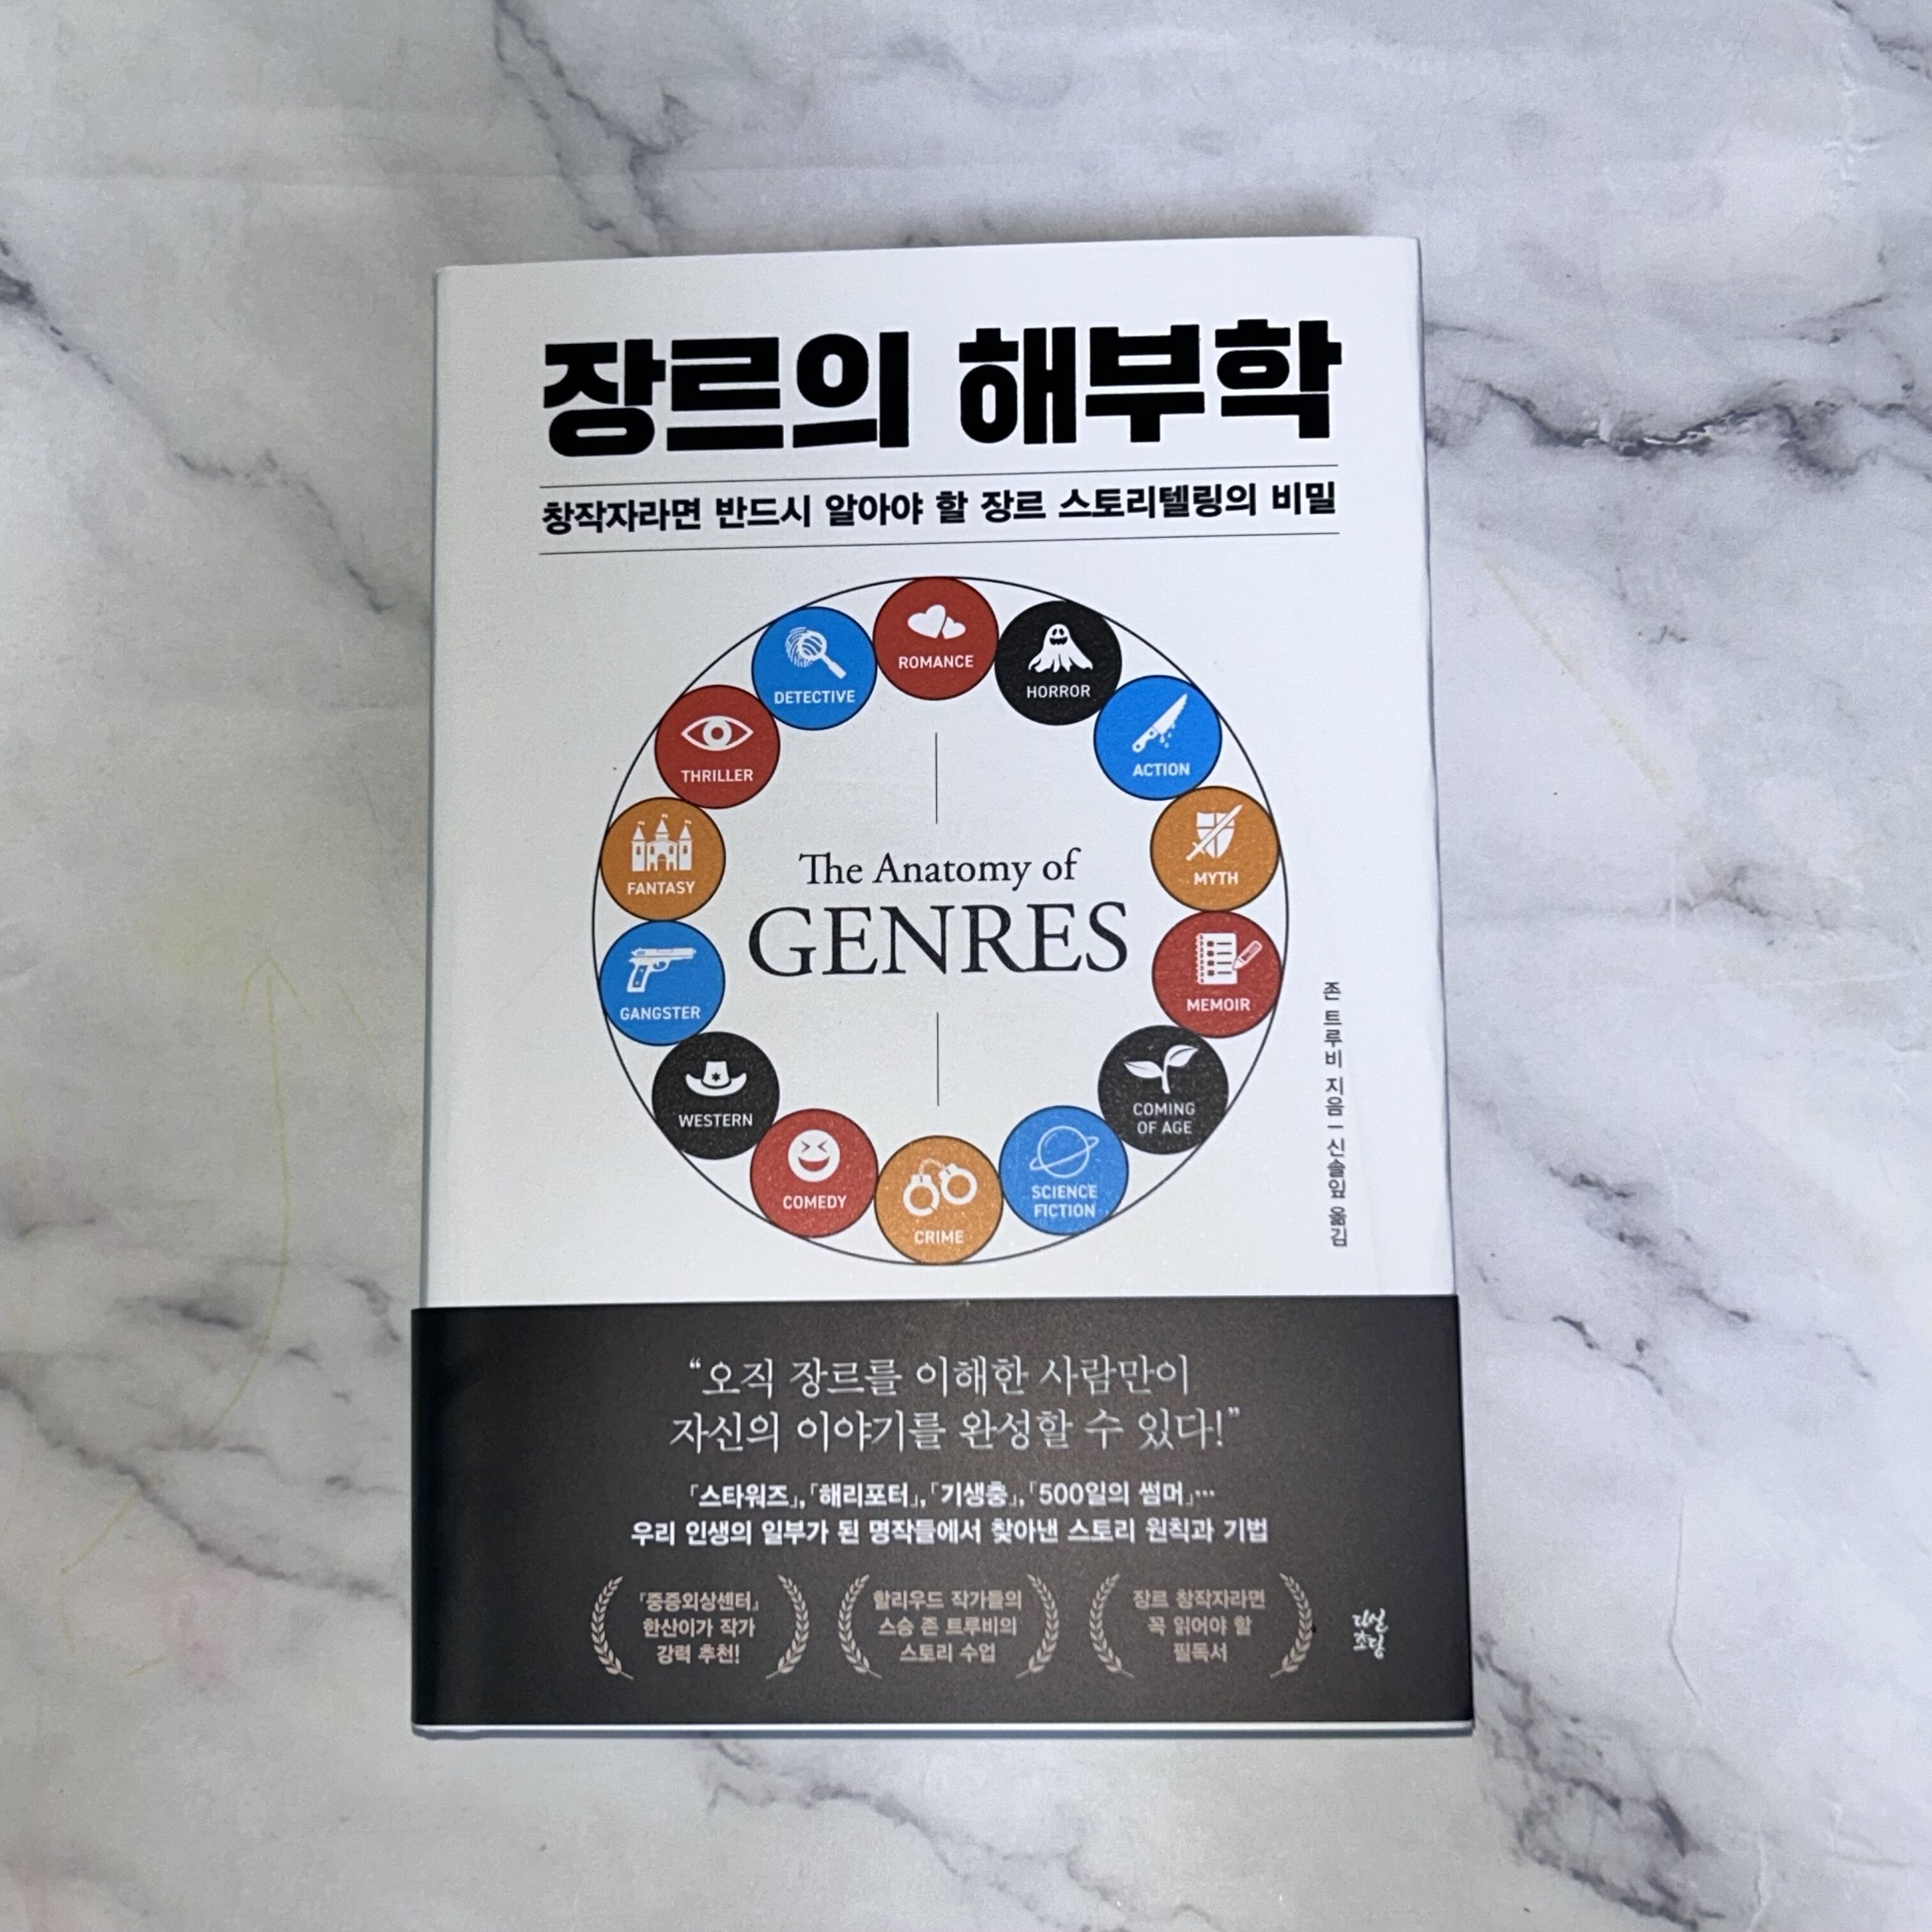 장르의 해부학
창작자라면 반드시 알아야 할 장르 스토리텔링의 비밀
ROMANCE
HORROR
ACTION
MYTH
MEMOIR
COMING
OF AGE
SCIENCE
FICTION
CRIME
COMEDY
WESTERN
GANGSTER
FANTASY
THRILLER
DETECTIVE
The Anatomy of
GENRES
존 트루비 지음 | 신솔잎 옮김
“오직 장르를 이해한 사람만이
자신의 이야기를 완성할 수 있다!”
「스타워즈」,「해리포터」,「기생충」,「500일의 썸머」…
우리 인생의 일부가 된 명작들에서 찾아낸 스토리 원칙과 기법
「중증외상센터」
한산이가 작가
강력 추천!
할리우드 작가들의
스승 존 트루비의
스토리 수업
장르 창작자라면
꼭 읽어야 할
필독서
다산
초당